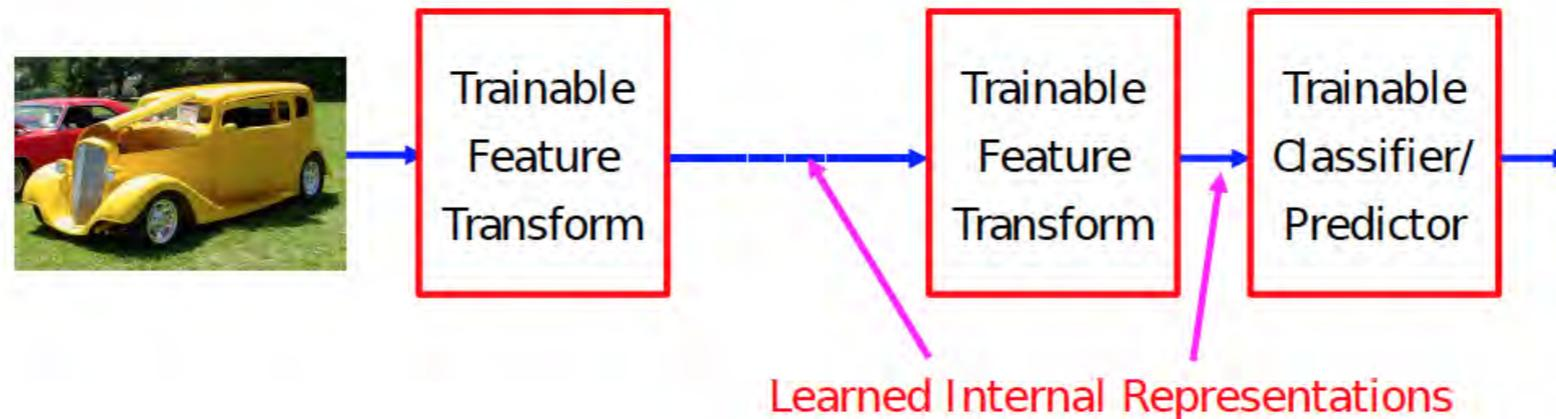 Trainable
Feature
Transform
Trainable
Feature
Transform
Trainable
Classifier/
Predictor
Learned Internal Representations